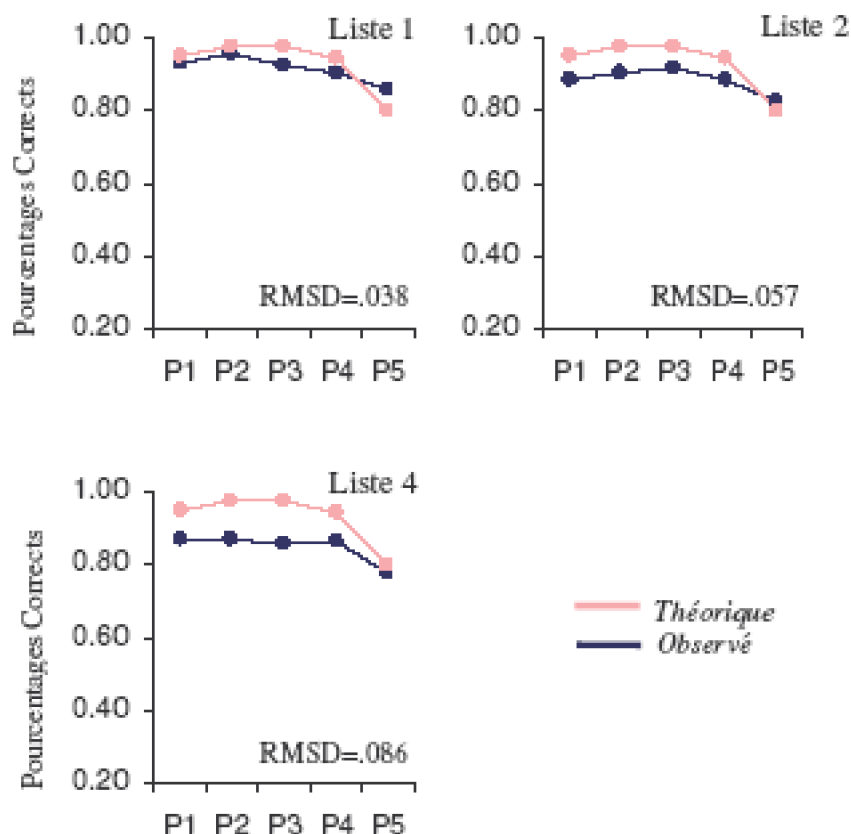 Liste 1
Pourcentages Corrects
1.00
0.80
0.60
0.40
0.20
RMSD=.038
P1 P2 P3 P4 P5
Liste 2
1.00
0.80
0.60
0.40
0.20
RMSD=.057
P1 P2 P3 P4 P5
Liste 4
Pourcentages Corrects
1.00
0.80
0.60
0.40
0.20
RMSD=.086
P1 P2 P3 P4 P5
Théorique
Observé